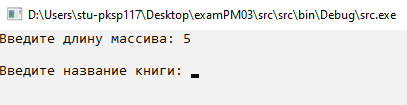 D:\Users\stu-pksp117\Desktop\examPM03\src\src\bin\Debug\src.exe
Введите длину массива: 5
Введите название книги: